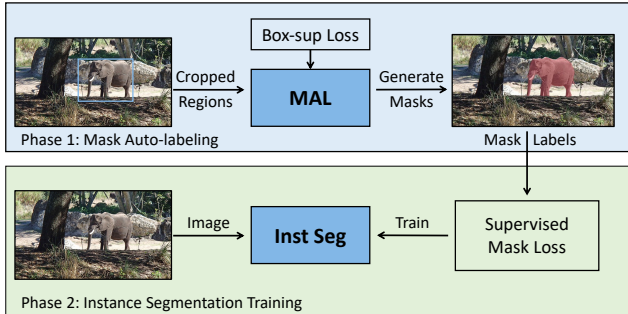 Box-sup Loss
Cropped
Regions
MAL
Generate
Masks
Phase 1: Mask Auto-labeling
Mask Labels
Image
Inst Seg
Train
Supervised
Mask Loss
Phase 2: Instance Segmentation Training